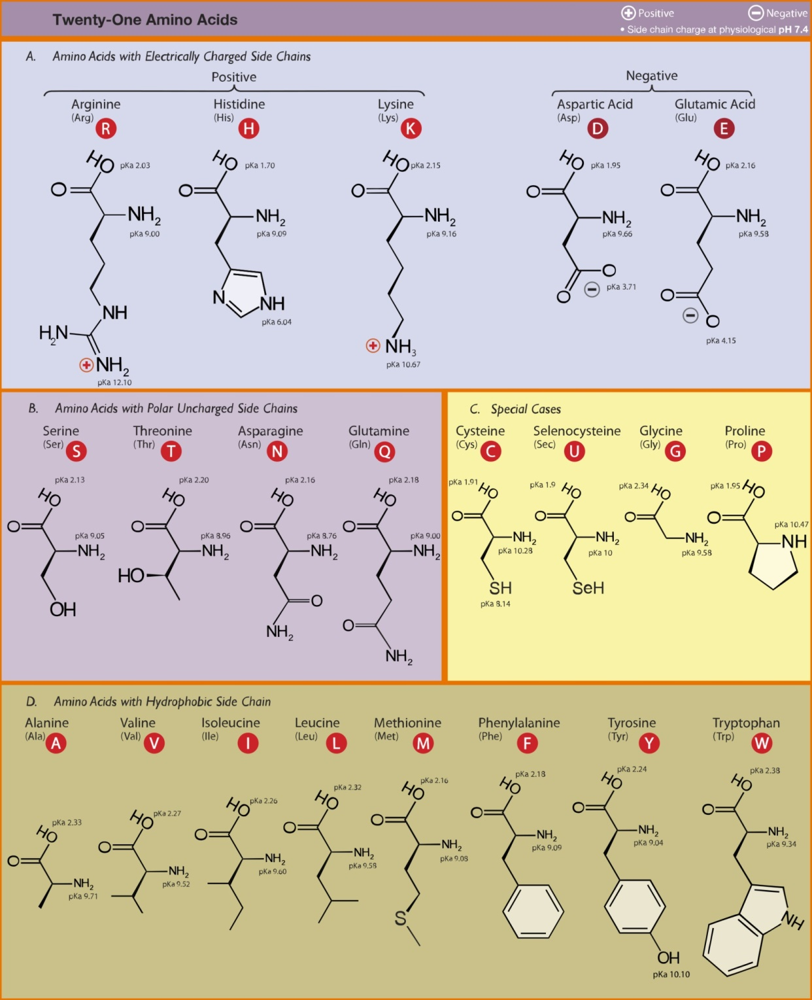 Twenty-One Amino Acids
+ Positive
− Negative
• Side chain charge at physiological pH 7.4
A. Amino Acids with Electrically Charged Side Chains
Positive
Negative
Arginine
(Arg)
R
HO
pKa 2.03
O
NH2
pKa 9.00
NH
H2N
+ NH2
pKa 12.10
Histidine
(His)
H
HO
pKa 1.70
O
NH2
pKa 9.09
N
NH
pKa 6.04
Lysine
(Lys)
K
HO
pKa 2.15
O
NH2
pKa 9.16
+ NH3
pKa 10.67
Aspartic Acid
(Asp)
D
HO
pKa 1.95
O
NH2
pKa 9.66
O
− pKa 3.71
O
Glutamic Acid
(Glu)
E
HO
pKa 2.16
O
NH2
pKa 9.58
O
− O
pKa 4.15
B. Amino Acids with Polar Uncharged Side Chains
Serine
(Ser)
S
pKa 2.13
HO
O
pKa 9.05
NH2
OH
Threonine
(Thr)
T
pKa 2.20
HO
O
pKa 8.96
NH2
HO
Asparagine
(Asn)
N
pKa 2.16
HO
O
pKa 8.76
NH2
O
NH2
Glutamine
(Gln)
Q
pKa 2.18
HO
O
pKa 9.00
NH2
O
NH2
C. Special Cases
Cysteine
(Cys)
C
pKa 1.91
HO
O
NH2
pKa 10.28
SH
pKa 8.14
Selenocysteine
(Sec)
U
pKa 1.9
HO
O
NH2
pKa 10
SeH
Glycine
(Gly)
G
pKa 2.34
HO
O
NH2
pKa 9.58
Proline
(Pro)
P
pKa 1.95
HO
O
pKa 10.47
NH
D. Amino Acids with Hydrophobic Side Chain
Alanine
(Ala)
A
pKa 2.33
HO
O
NH2
pKa 9.71
Valine
(Val)
V
pKa 2.27
HO
O
NH2
pKa 9.52
Isoleucine
(Ile)
I
pKa 2.26
HO
O
NH2
pKa 9.60
Leucine
(Leu)
L
pKa 2.32
HO
O
NH2
pKa 9.58
Methionine
(Met)
M
pKa 2.16
HO
O
NH2
pKa 9.08
S
Phenylalanine
(Phe)
F
pKa 2.18
HO
O
NH2
pKa 9.09
Tyrosine
(Tyr)
Y
pKa 2.24
HO
O
NH2
pKa 9.04
OH
pKa 10.10
Tryptophan
(Trp)
W
pKa 2.38
HO
O
NH2
pKa 9.34
NH